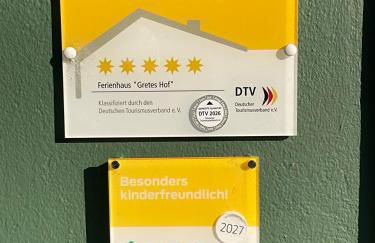 Ferienhaus "Gretes Hof"
Klassifiziert durch den
Deutschen Tourismusverband e.V.
DTV 2026
DTV
Deutscher
Tourismusverband e.V.
Besonders
kinderfreundlich!
2027